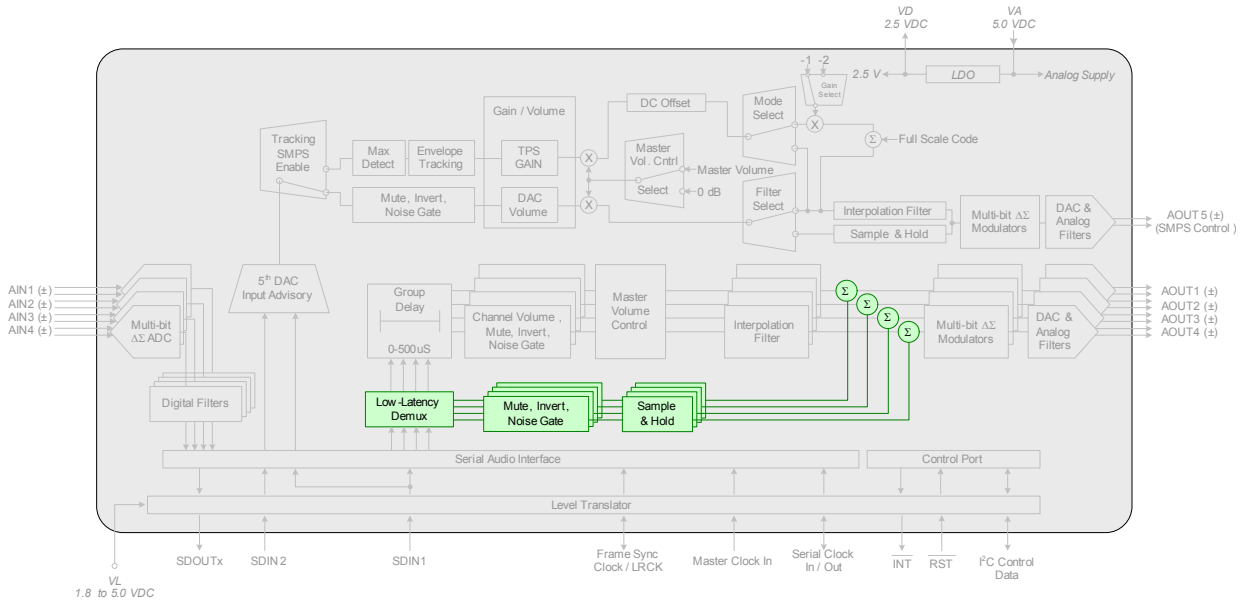 VD
2.5 VDC
VA
5.0 VDC
-1 -2
Gain
Select
2.5 V
LDO
Analog Supply
Tracking
SMPS
Enable
Max
Detect
Envelope
Tracking
Gain / Volume
TPS
GAIN
X
DC Offset
Mode
Select
X
Σ
Full Scale Code
Master
Vol. Cntrl
Select
Master Volume
0 dB
Mute, Invert,
Noise Gate
DAC
Volume
X
Filter
Select
Interpolation Filter
Sample & Hold
Multi-bit ΔΣ
Modulators
DAC &
Analog
Filters
AOUT5 (±)
(SMPS Control)
AIN1 (±)
AIN2 (±)
AIN3 (±)
AIN4 (±)
Multi-bit
ΔΣ ADC
5th DAC
Input Advisory
Group
Delay
0-500uS
Channel Volume,
Mute, Invert,
Noise Gate
Master
Volume
Control
Interpolation
Filter
Σ
Σ
Σ
Σ
Multi-bit ΔΣ
Modulators
DAC &
Analog
Filters
AOUT1 (±)
AOUT2 (±)
AOUT3 (±)
AOUT4 (±)
Digital Filters
Low-Latency
Demux
Mute, Invert,
Noise Gate
Sample
& Hold
Serial Audio Interface
Control Port
Level Translator
VL
1.8 to 5.0 VDC
SDOUTx
SDIN2
SDIN1
Frame Sync
Clock / LRCK
Master Clock In
Serial Clock
In / Out
INT
RST
I²C Control
Data